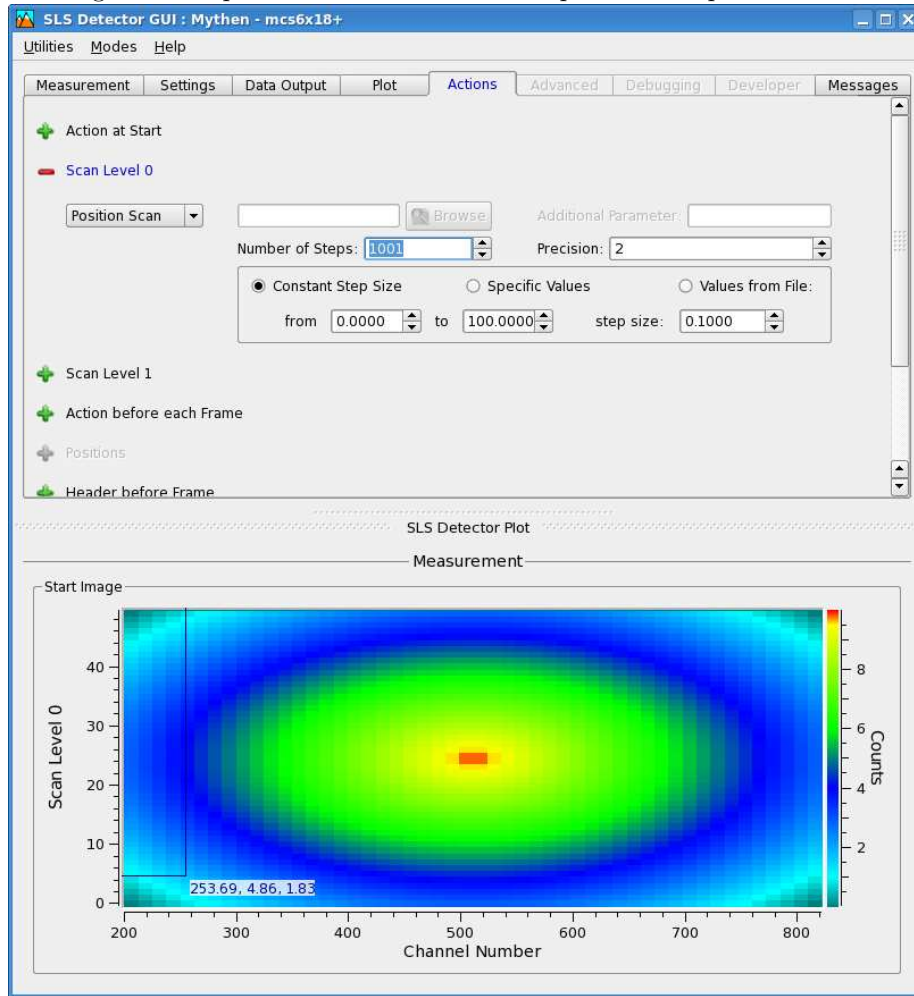 SLS Detector GUI : Mythen - mcs6x18+
Utilities Modes Help
Measurement Settings Data Output Plot Actions Advanced Debugging Developer Messages
Action at Start
Scan Level 0
Position Scan Browse Additional Parameter:
Number of Steps: 1001 Precision: 2
Constant Step Size Specific Values Values from File:
from 0.0000 to 100.0000 step size: 0.1000
Scan Level 1
Action before each Frame
Positions
Header before Frame
SLS Detector Plot
Measurement
Start Image
Scan Level 0
40
30
20
10
0
253.69, 4.86, 1.83
200 300 400 500 600 700 800
Channel Number
8
6
4
2
Counts